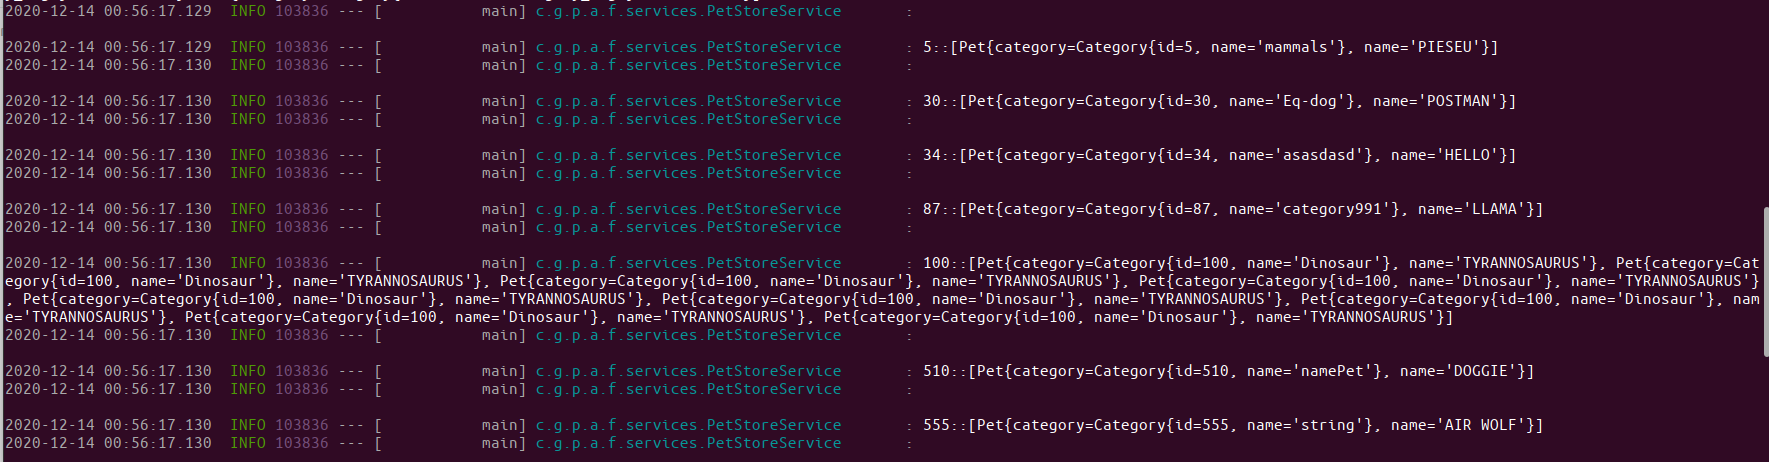 2020-12-14 00:56:17.129  INFO 103836 --- [           main] c.g.p.a.f.services.PetStoreService       :
2020-12-14 00:56:17.129  INFO 103836 --- [           main] c.g.p.a.f.services.PetStoreService       : 5::[Pet{category=Category{id=5, name='mammals'}, name='PIESEU'}]
2020-12-14 00:56:17.130  INFO 103836 --- [           main] c.g.p.a.f.services.PetStoreService       :
2020-12-14 00:56:17.130  INFO 103836 --- [           main] c.g.p.a.f.services.PetStoreService       : 30::[Pet{category=Category{id=30, name='Eq-dog'}, name='POSTMAN'}]
2020-12-14 00:56:17.130  INFO 103836 --- [           main] c.g.p.a.f.services.PetStoreService       :
2020-12-14 00:56:17.130  INFO 103836 --- [           main] c.g.p.a.f.services.PetStoreService       : 34::[Pet{category=Category{id=34, name='asasdasd'}, name='HELLO'}]
2020-12-14 00:56:17.130  INFO 103836 --- [           main] c.g.p.a.f.services.PetStoreService       :
2020-12-14 00:56:17.130  INFO 103836 --- [           main] c.g.p.a.f.services.PetStoreService       : 87::[Pet{category=Category{id=87, name='category991'}, name='LLAMA'}]
2020-12-14 00:56:17.130  INFO 103836 --- [           main] c.g.p.a.f.services.PetStoreService       :
2020-12-14 00:56:17.130  INFO 103836 --- [           main] c.g.p.a.f.services.PetStoreService       : 100::[Pet{category=Category{id=100, name='Dinosaur'}, name='TYRANNOSAURUS'}, Pet{category=Cat
egory{id=100, name='Dinosaur'}, name='TYRANNOSAURUS'}, Pet{category=Category{id=100, name='Dinosaur'}, name='TYRANNOSAURUS'}, Pet{category=Category{id=100, name='Dinosaur'}, name='TYRANNOSAURUS'}
, Pet{category=Category{id=100, name='Dinosaur'}, name='TYRANNOSAURUS'}, Pet{category=Category{id=100, name='Dinosaur'}, name='TYRANNOSAURUS'}, Pet{category=Category{id=100, name='Dinosaur'}, nam
e='TYRANNOSAURUS'}, Pet{category=Category{id=100, name='Dinosaur'}, name='TYRANNOSAURUS'}, Pet{category=Category{id=100, name='Dinosaur'}, name='TYRANNOSAURUS'}]
2020-12-14 00:56:17.130  INFO 103836 --- [           main] c.g.p.a.f.services.PetStoreService       :
2020-12-14 00:56:17.130  INFO 103836 --- [           main] c.g.p.a.f.services.PetStoreService       : 510::[Pet{category=Category{id=510, name='namePet'}, name='DOGGIE'}]
2020-12-14 00:56:17.130  INFO 103836 --- [           main] c.g.p.a.f.services.PetStoreService       :
2020-12-14 00:56:17.130  INFO 103836 --- [           main] c.g.p.a.f.services.PetStoreService       : 555::[Pet{category=Category{id=555, name='string'}, name='AIR WOLF'}]
2020-12-14 00:56:17.130  INFO 103836 --- [           main] c.g.p.a.f.services.PetStoreService       :